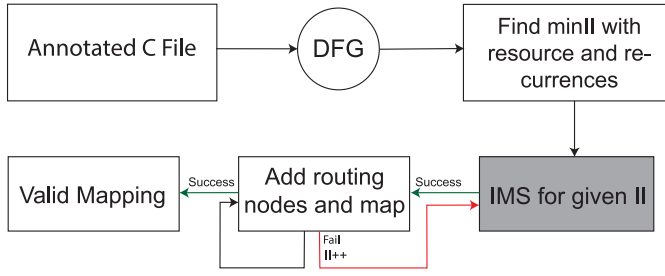 Annotated C File
DFG
Find minII with
resource and re-
currences
Valid Mapping
Success
Add routing
nodes and map
Success
IMS for given II
Fail
II++